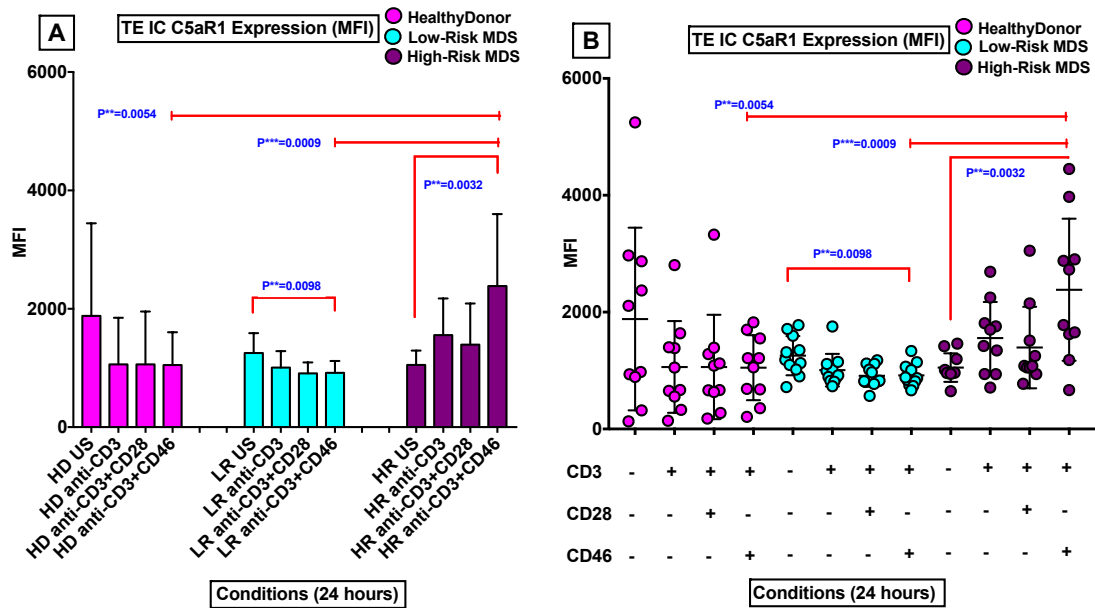 A
TE IC C5aR1 Expression (MFI)
HealthyDonor
Low-Risk MDS
High-Risk MDS
6000
4000
2000
0
MFI
P**=0.0054
P***=0.0009
P**=0.0032
P**=0.0098
HD US
HD anti-CD3
HD anti-CD3+CD28
HD anti-CD3+CD46
LR US
LR anti-CD3
LR anti-CD3+CD28
LR anti-CD3+CD46
HR US
HR anti-CD3
HR anti-CD3+CD28
HR anti-CD3+CD46
Conditions (24 hours)
B
TE IC C5aR1 Expression (MFI)
HealthyDonor
Low-Risk MDS
High-Risk MDS
6000
4000
2000
0
MFI
P**=0.0054
P***=0.0009
P**=0.0032
P**=0.0098
CD3 - + + + - + + + - + + +
CD28 - - + - - - + - - - + -
CD46 - - - + - - - + - - - +
Conditions (24 hours)